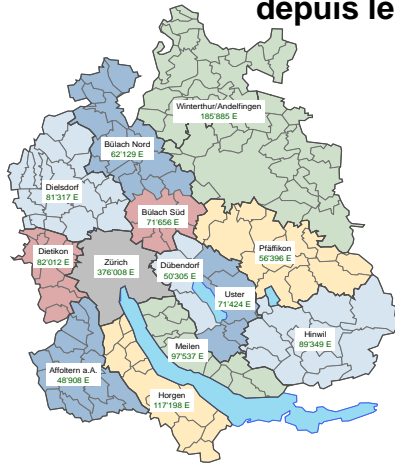 depuis le
Winterthur/Andelfingen
185'885 E
Bülach Nord
62'129 E
Dielsdorf
81'317 E
Bülach Süd
71'656 E
Dietikon
82'012 E
Zürich
376'008 E
Dübendorf
50'305 E
Pfäffikon
56'396 E
Uster
71'424 E
Hinwil
89'349 E
Meilen
97'537 E
Affoltern a.A.
48'908 E
Horgen
117'198 E